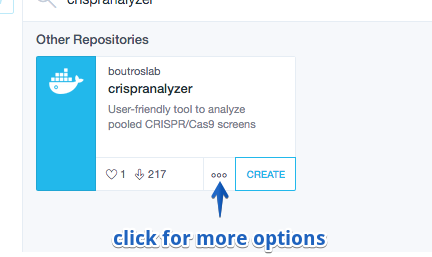 crispranalyzer
Other Repositories
boutroslab
crispranalyzer
User-friendly tool to analyze
pooled CRISPR/Cas9 screens
1 217 CREATE
click for more options